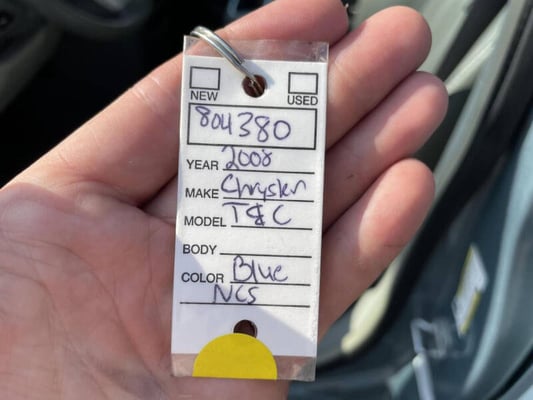 NEW USED
804380
YEAR 2008
MAKE Chrysler
MODEL T&C
BODY
COLOR Blue
NCS